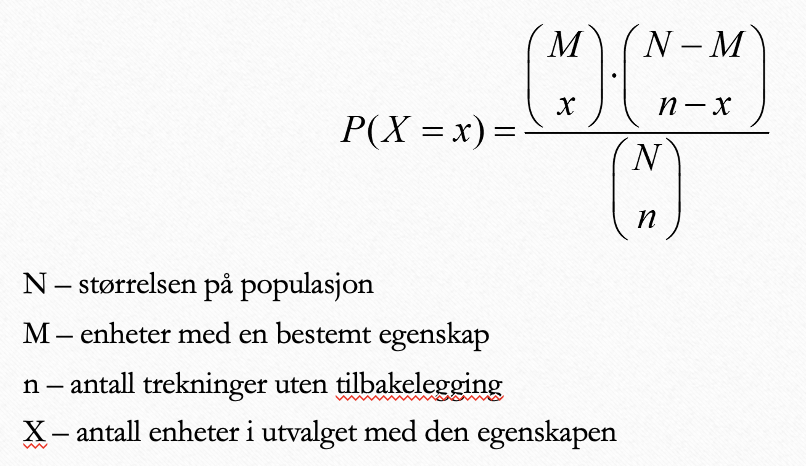 P(X = x) = \frac{\binom{M}{x} \cdot \binom{N - M}{n - x}}{\binom{N}{n}}
N – størrelsen på populasjon
M – enheter med en bestemt egenskap
n – antall trekninger uten tilbakelegging
X – antall enheter i utvalget med den egenskapen